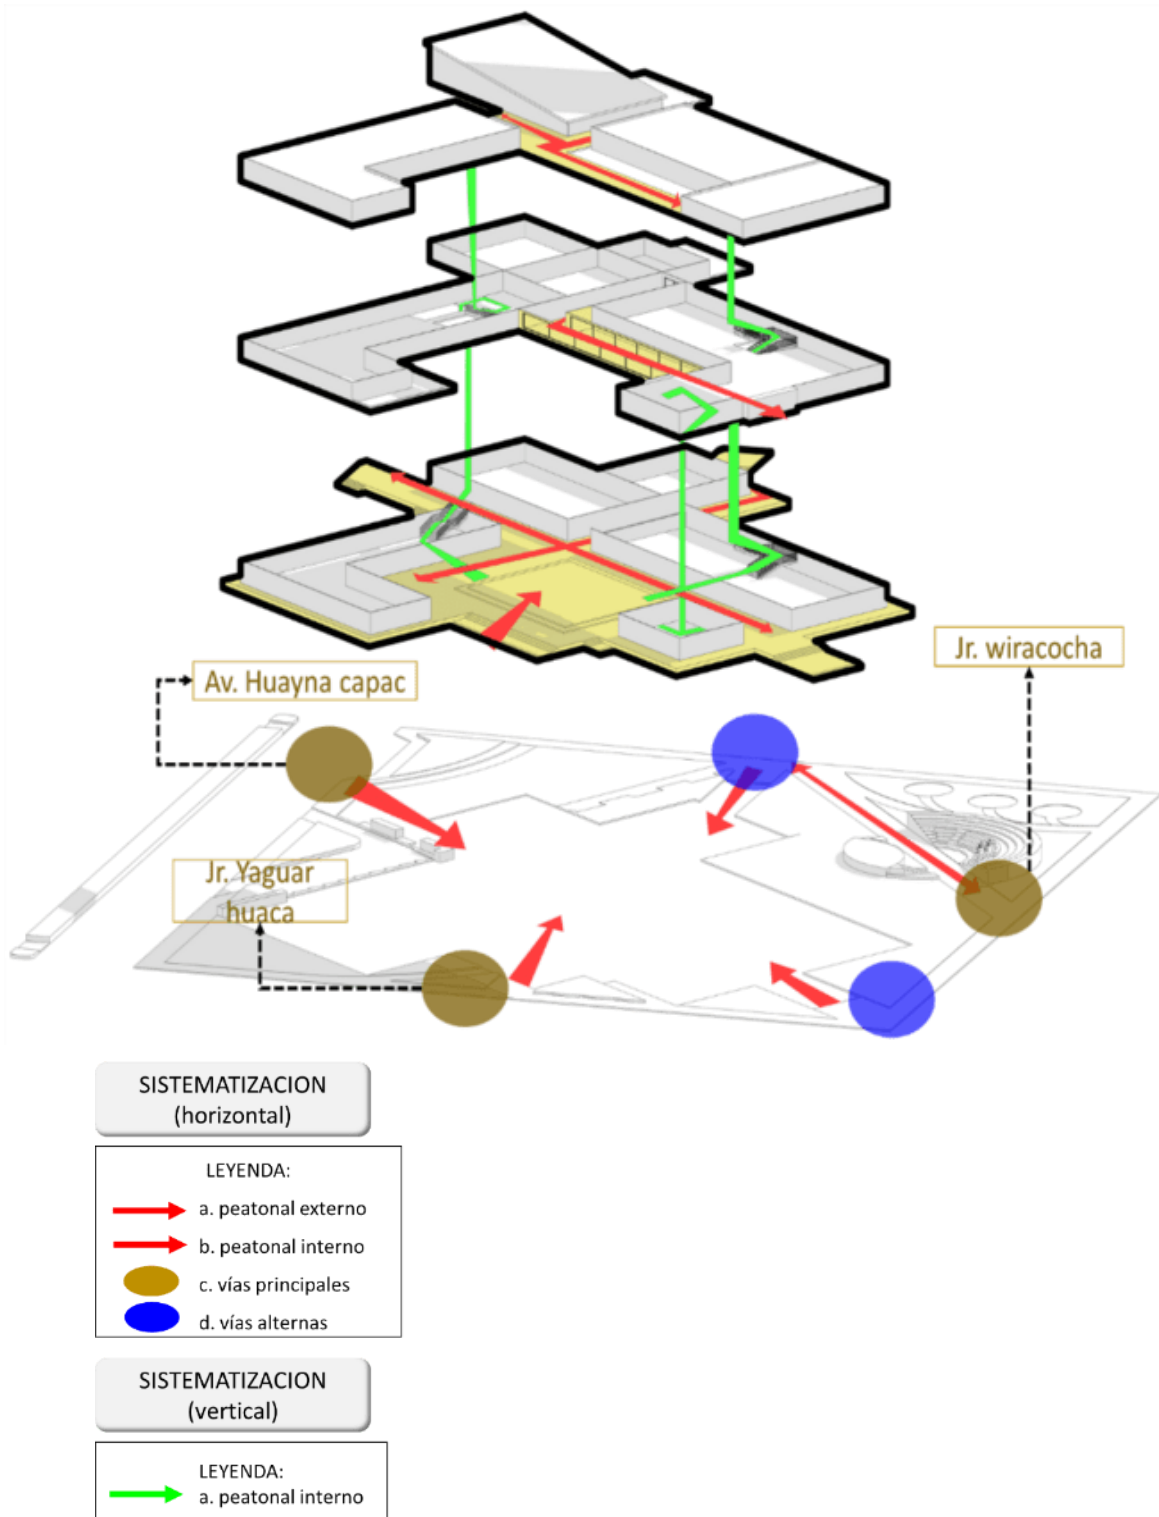 Jr. wiracocha
Av. Huayna capac
Jr. Yaguar
huaca
SISTEMATIZACION
(horizontal)
LEYENDA:
a. peatonal externo
b. peatonal interno
c. vías principales
d. vías alternas
SISTEMATIZACION
(vertical)
LEYENDA:
a. peatonal interno